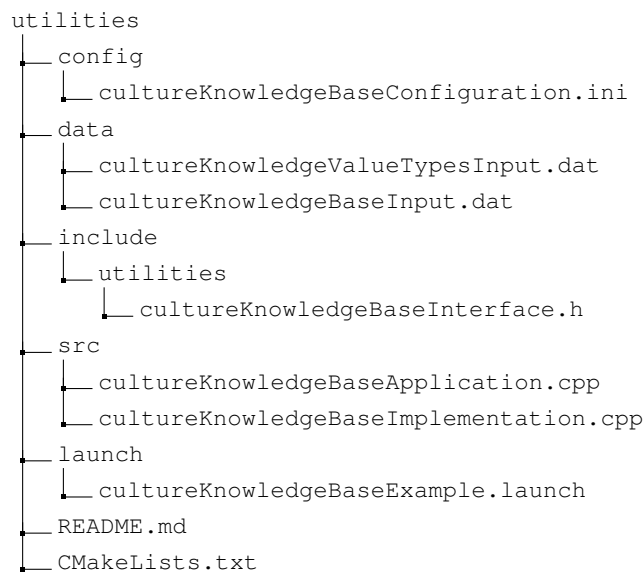 utilities
config
cultureKnowledgeBaseConfiguration.ini
data
cultureKnowledgeValueTypesInput.dat
cultureKnowledgeBaseInput.dat
include
utilities
cultureKnowledgeBaseInterface.h
src
cultureKnowledgeBaseApplication.cpp
cultureKnowledgeBaseImplementation.cpp
launch
cultureKnowledgeBaseExample.launch
README.md
CMakeLists.txt